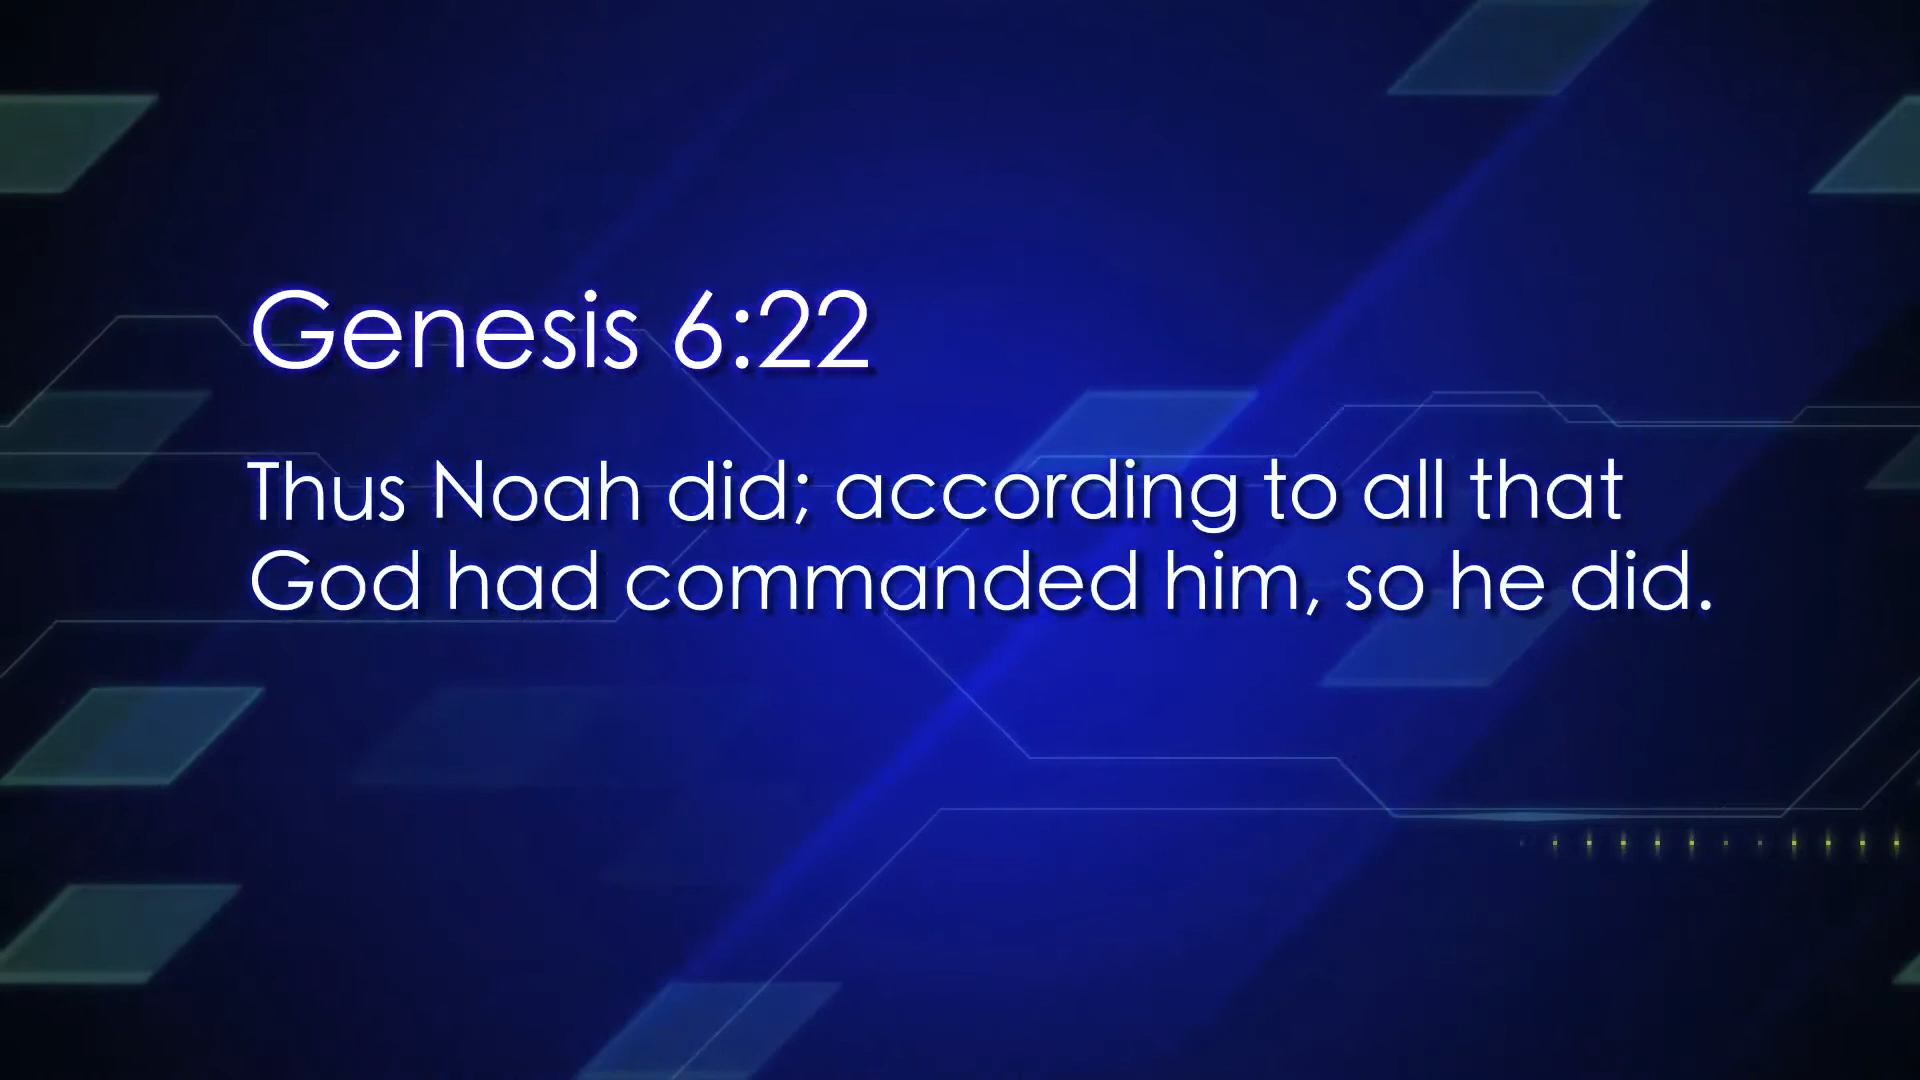 Genesis 6:22
Thus Noah did; according to all that
God had commanded him, so he did.